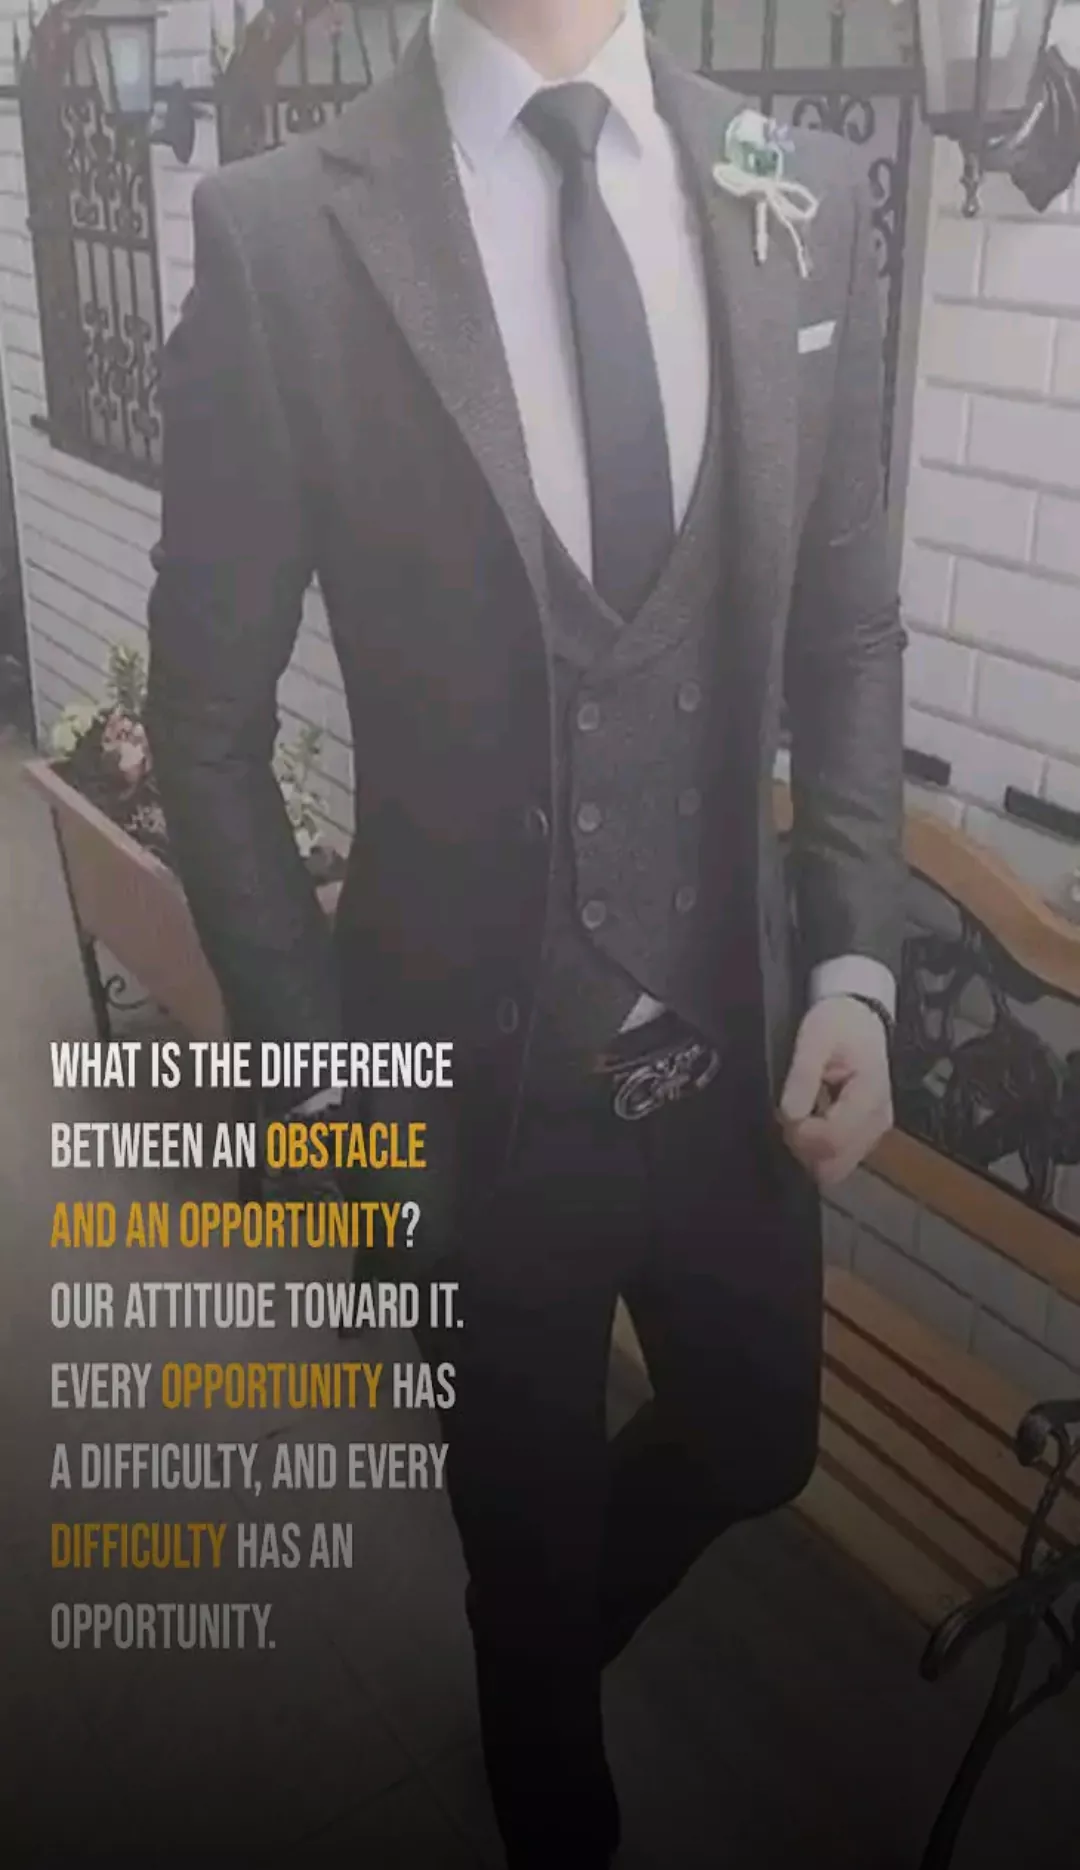 WHAT IS THE DIFFERENCE
BETWEEN AN OBSTACLE
AND AN OPPORTUNITY?
OUR ATTITUDE TOWARD IT.
EVERY OPPORTUNITY HAS
A DIFFICULTY, AND EVERY
DIFFICULTY HAS AN
OPPORTUNITY.